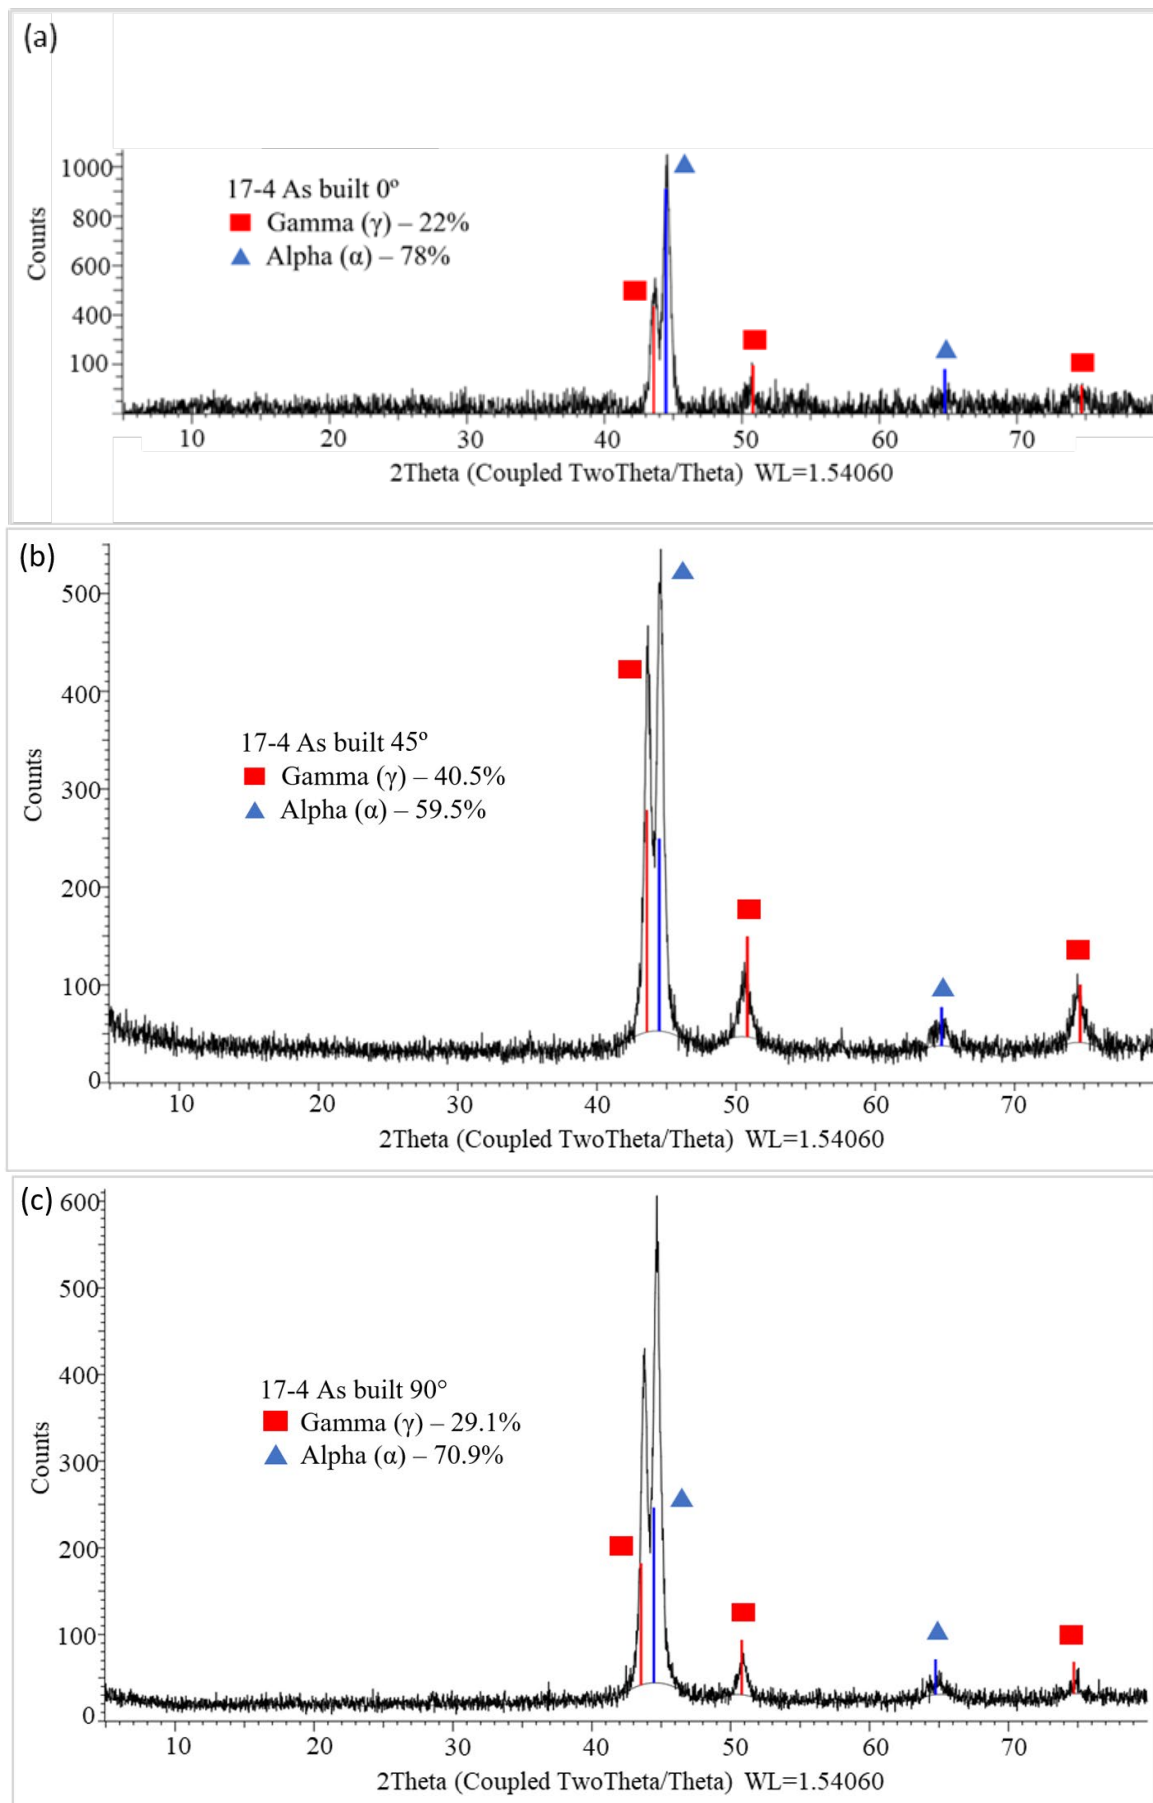 (a)
1000
800
600
400
100
Counts
17-4 As built 0º
Gamma (γ) – 22%
Alpha (α) – 78%
10 20 30 40 50 60 70
2Theta (Coupled TwoTheta/Theta) WL=1.54060
(b)
500
400
300
200
100
0
Counts
17-4 As built 45º
Gamma (γ) – 40.5%
Alpha (α) – 59.5%
10 20 30 40 50 60 70
2Theta (Coupled TwoTheta/Theta) WL=1.54060
(c)
600
500
400
300
200
100
0
Counts
17-4 As built 90°
Gamma (γ) – 29.1%
Alpha (α) – 70.9%
10 20 30 40 50 60 70
2Theta (Coupled TwoTheta/Theta) WL=1.54060